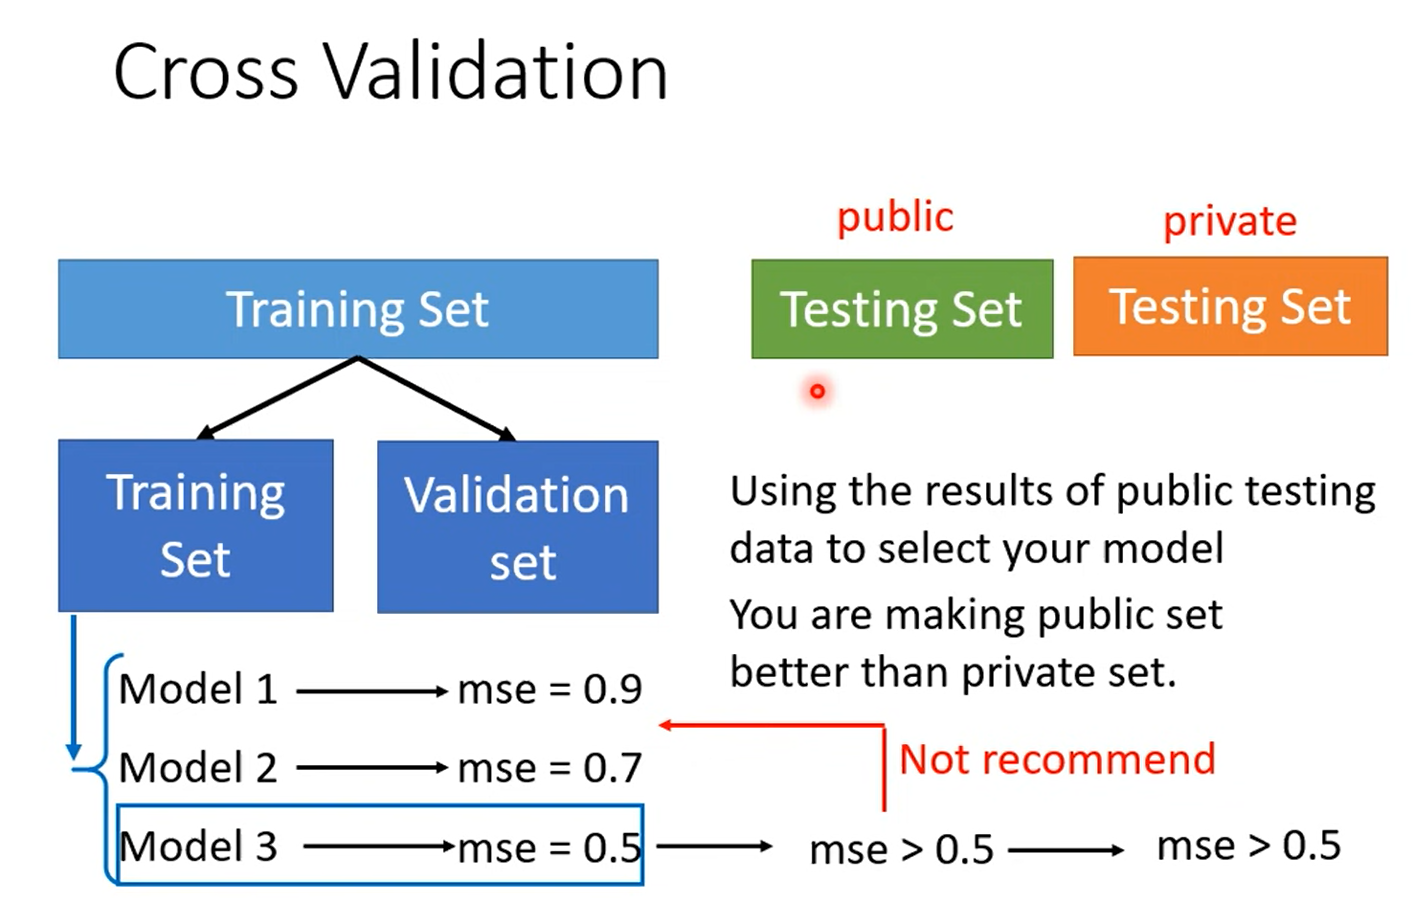 Cross Validation
public
private
Training Set
Testing Set
Testing Set
Training
Set
Validation
set
Using the results of public testing
data to select your model
You are making public set
better than private set.
Model 1
mse = 0.9
Model 2
mse = 0.7
Not recommend
Model 3
mse = 0.5
mse > 0.5
mse > 0.5